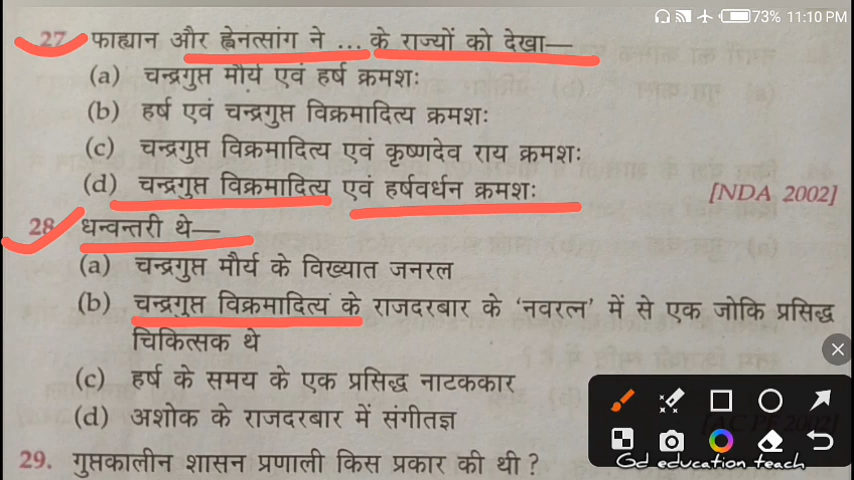 73% 11:10 PM
27 फाह्यान और ह्वेनत्सांग ने ... के राज्यों को देखा—
(a) चन्द्रगुप्त मौर्य एवं हर्ष क्रमशः
(b) हर्ष एवं चन्द्रगुप्त विक्रमादित्य क्रमशः
(c) चन्द्रगुप्त विक्रमादित्य एवं कृष्णदेव राय क्रमशः
(d) चन्द्रगुप्त विक्रमादित्य एवं हर्षवर्धन क्रमशः [NDA 2002]
28 धन्वन्तरी थे—
(a) चन्द्रगुप्त मौर्य के विख्यात जनरल
(b) चन्द्रगुप्त विक्रमादित्य के राजदरबार के 'नवरत्न' में से एक जोकि प्रसिद्ध
चिकित्सक थे
(c) हर्ष के समय के एक प्रसिद्ध नाटककार
(d) अशोक के राजदरबार में संगीतज्ञ
29. गुप्तकालीन शासन प्रणाली किस प्रकार की थी ?
Gd education teach